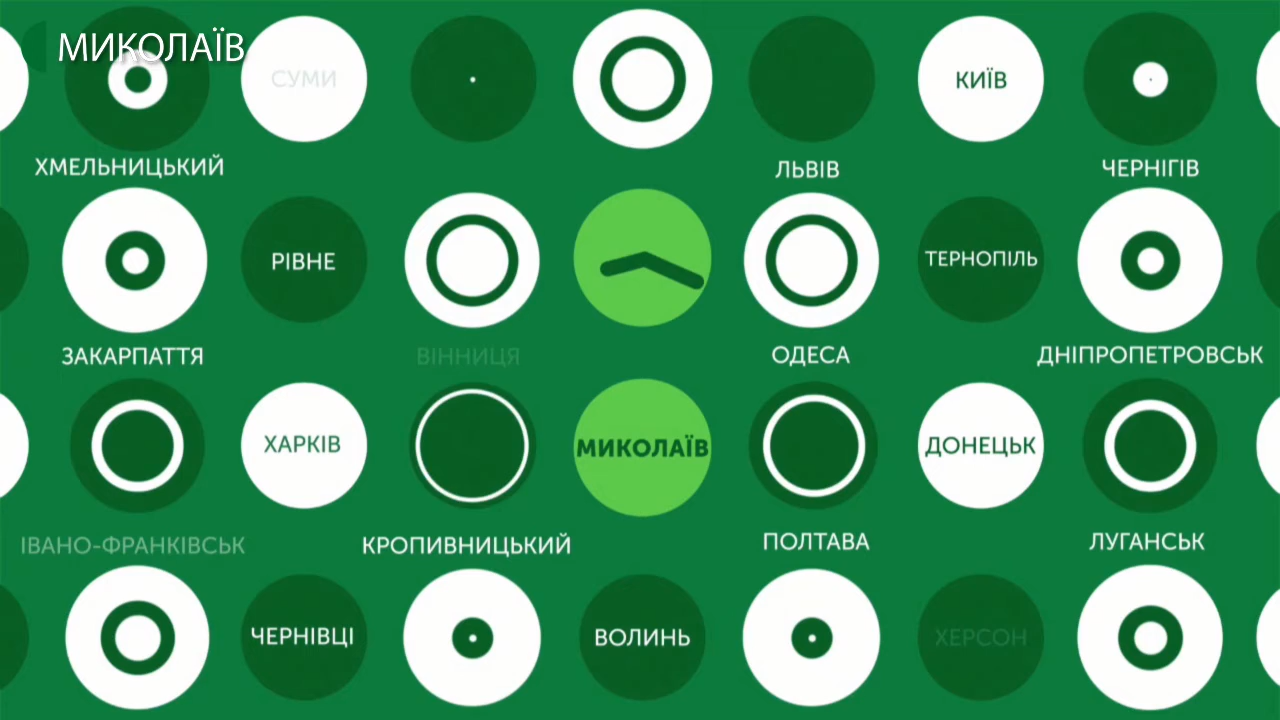 МИКОЛАЇВ
СУМИ
КИЇВ
ХМЕЛЬНИЦЬКИЙ
ЛЬВІВ
ЧЕРНІГІВ
РІВНЕ
ТЕРНОПІЛЬ
ЗАКАРПАТТЯ
ВІННИЦЯ
ОДЕСА
ДНІПРОПЕТРОВСЬК
ХАРКІВ
МИКОЛАЇВ
ДОНЕЦЬК
ІВАНО-ФРАНКІВСЬК
КРОПИВНИЦЬКИЙ
ПОЛТАВА
ЛУГАНСЬК
ЧЕРНІВЦІ
ВОЛИНЬ
ХЕРСОН